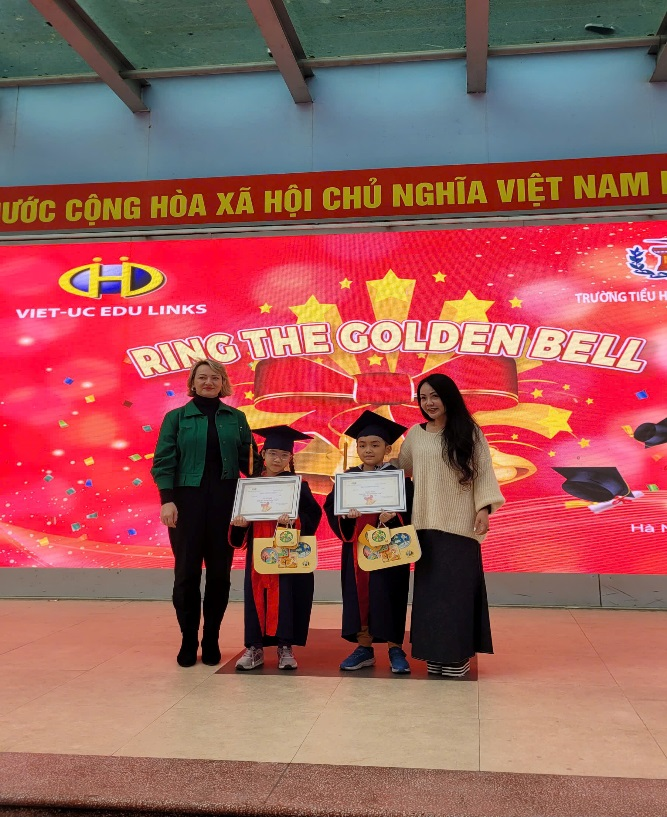 NƯỚC CỘNG HÒA XÃ HỘI CHỦ NGHĨA VIỆT NAM
VIET-UC EDU LINKS
TRƯỜNG TIỂU
RING THE GOLDEN BELL
Hà